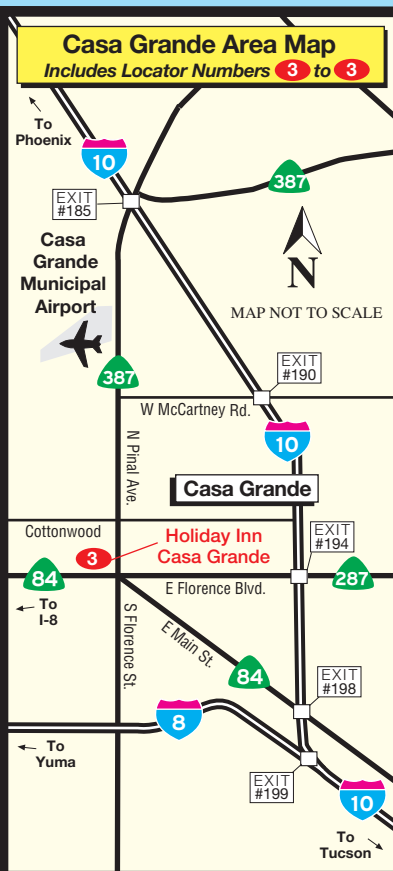 Casa Grande Area Map
Includes Locator Numbers 3 to 3
To
Phoenix
10
387
EXIT
#185
Casa
Grande
Municipal
Airport
N
MAP NOT TO SCALE
387
EXIT
#190
W McCartney Rd.
10
N Pinal Ave.
Casa Grande
Cottonwood
3
Holiday Inn
Casa Grande
EXIT
#194
84
E Florence Blvd.
287
To
I-8
S Florence St.
E Main St.
84
EXIT
#198
8
To
Yuma
EXIT
#199
10
To
Tucson